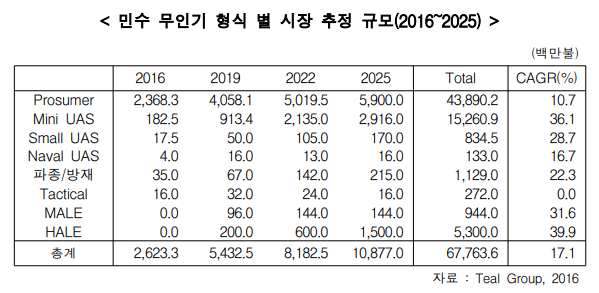 < 민수 무인기 형식 별 시장 추정 규모(2016~2025) >
(백만불)
2016 2019 2022 2025 Total CAGR(%)
Prosumer 2,368.3 4,058.1 5,019.5 5,900.0 43,890.2 10.7
Mini UAS 182.5 913.4 2,135.0 2,916.0 15,260.9 36.1
Small UAS 17.5 50.0 105.0 170.0 834.5 28.7
Naval UAS 4.0 16.0 13.0 16.0 133.0 16.7
파종/방재 35.0 67.0 142.0 215.0 1,129.0 22.3
Tactical 16.0 32.0 24.0 16.0 272.0 0.0
MALE 0.0 96.0 144.0 144.0 944.0 31.6
HALE 0.0 200.0 600.0 1,500.0 5,300.0 39.9
총계 2,623.3 5,432.5 8,182.5 10,877.0 67,763.6 17.1
자료 : Teal Group, 2016